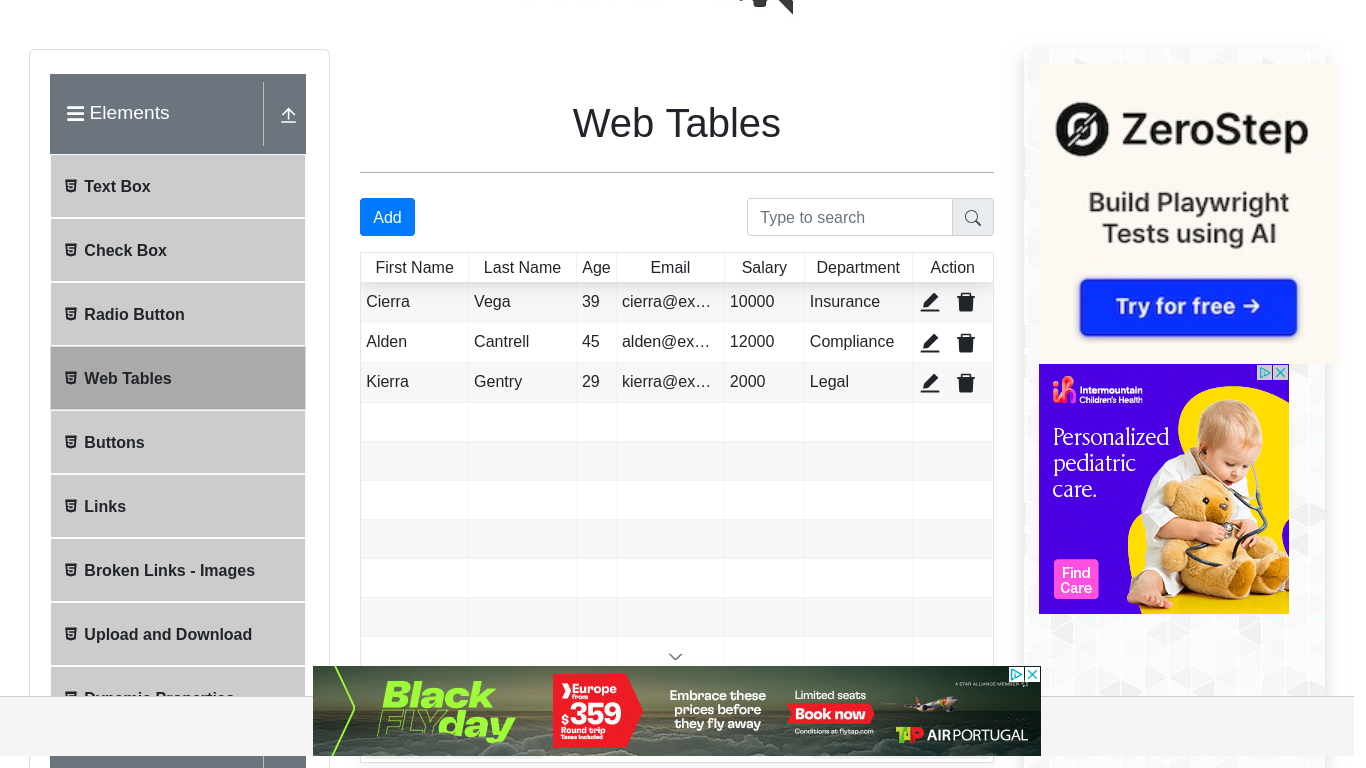 Elements
Text Box
Check Box
Radio Button
Web Tables
Buttons
Links
Broken Links - Images
Upload and Download
Dynamic Properties
Web Tables
Add
Type to search
First Name Last Name Age Email Salary Department Action
Cierra Vega 39 cierra@ex... 10000 Insurance
Alden Cantrell 45 alden@ex... 12000 Compliance
Kierra Gentry 29 kierra@ex... 2000 Legal
ZeroStep
Build Playwright
Tests using AI
Try for free →
Intermountain
Children's Health
Personalized
pediatric
care.
Find
Care
Black
FLYday
Europe
from
$359
Round trip
Taxes included
Embrace these
prices before
they fly away
Limited seats
Book now
Conditions at flytap.com
A STAR ALLIANCE MEMBER
TAP AIR PORTUGAL